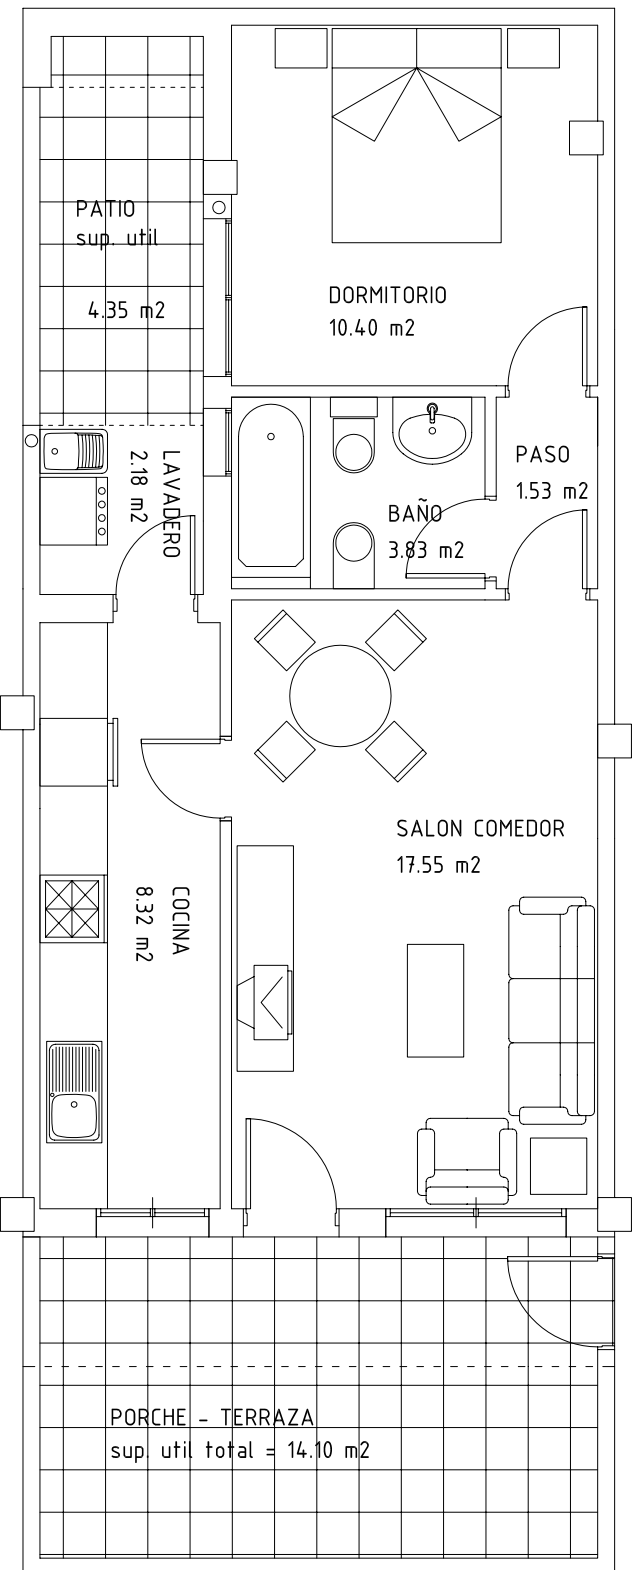 PATIO
sup. util
4.35 m2
DORMITORIO
10.40 m2
LAVADERO
2.18 m2
PASO
1.53 m2
BAÑO
3.83 m2
SALON COMEDOR
17.55 m2
COCINA
8.32 m2
PORCHE - TERRAZA
sup. util total = 14.10 m2